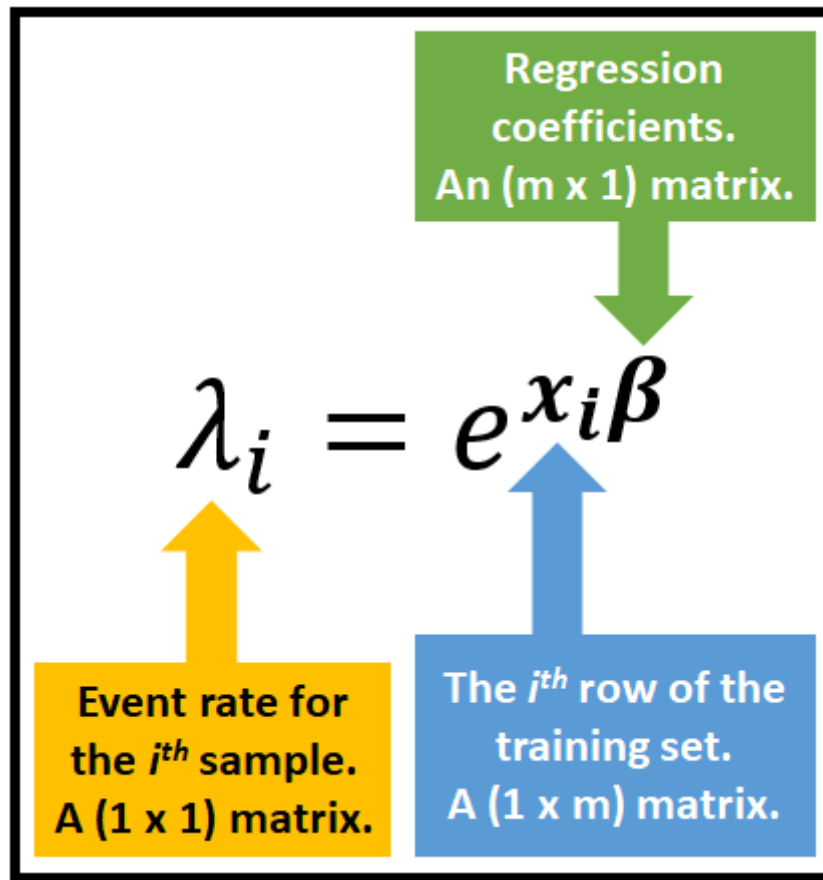 Regression
coefficients.
An (m x 1) matrix.
λᵢ = e^xᵢβ
Event rate for
the iᵗʰ sample.
A (1 x 1) matrix.
The iᵗʰ row of the
training set.
A (1 x m) matrix.